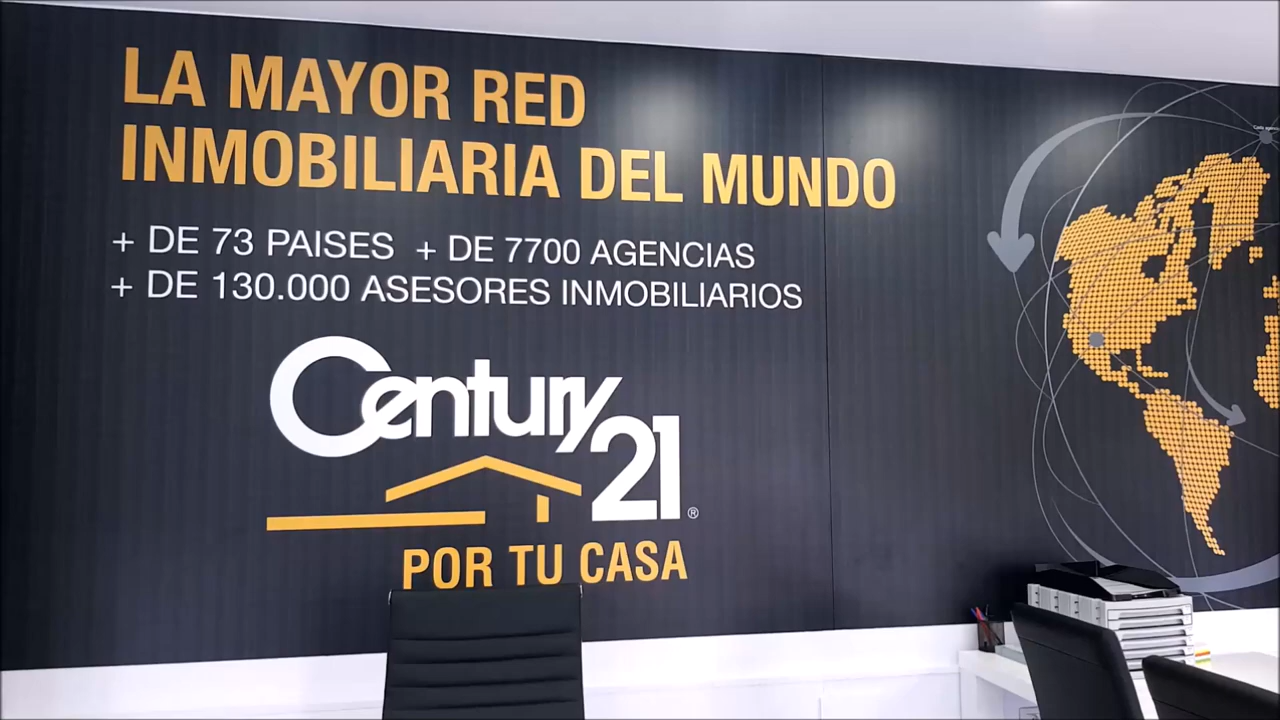 LA MAYOR RED
INMOBILIARIA DEL MUNDO
+ DE 73 PAISES + DE 7700 AGENCIAS
+ DE 130.000 ASESORES INMOBILIARIOS
Century
21®
POR TU CASA